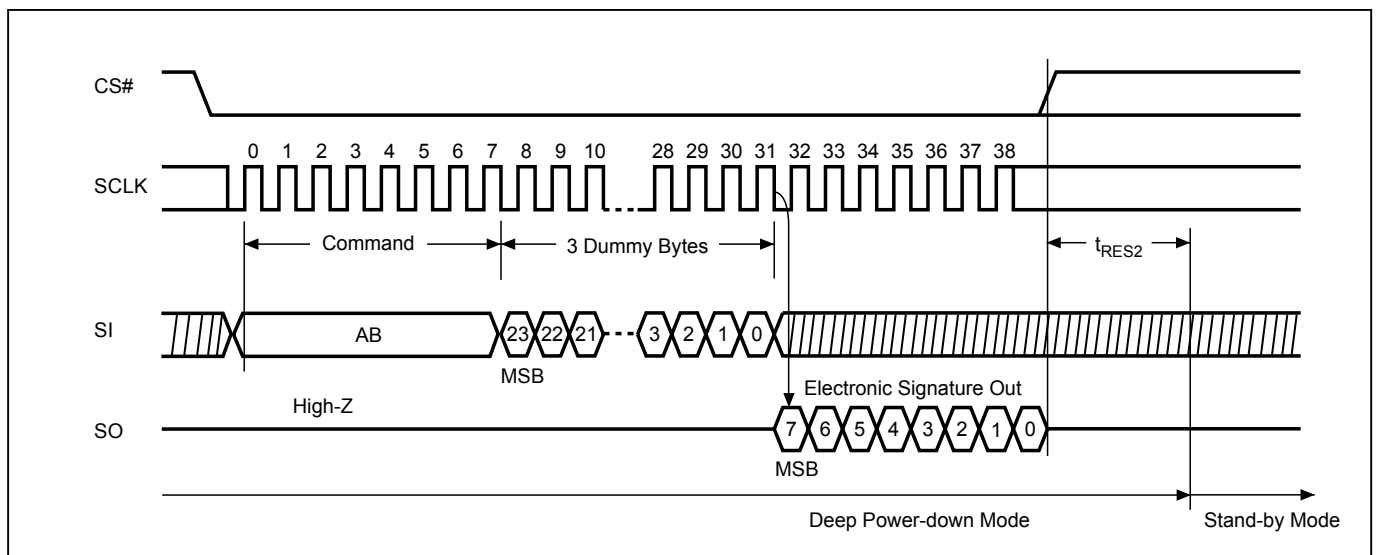 CS#
0 1 2 3 4 5 6 7 8 9 10 28 29 30 31 32 33 34 35 36 37 38
SCLK
Command 3 Dummy Bytes tRES2
SI AB 23 22 21 3 2 1 0
MSB
High-Z Electronic Signature Out
SO 7 6 5 4 3 2 1 0
MSB
Deep Power-down Mode Stand-by Mode